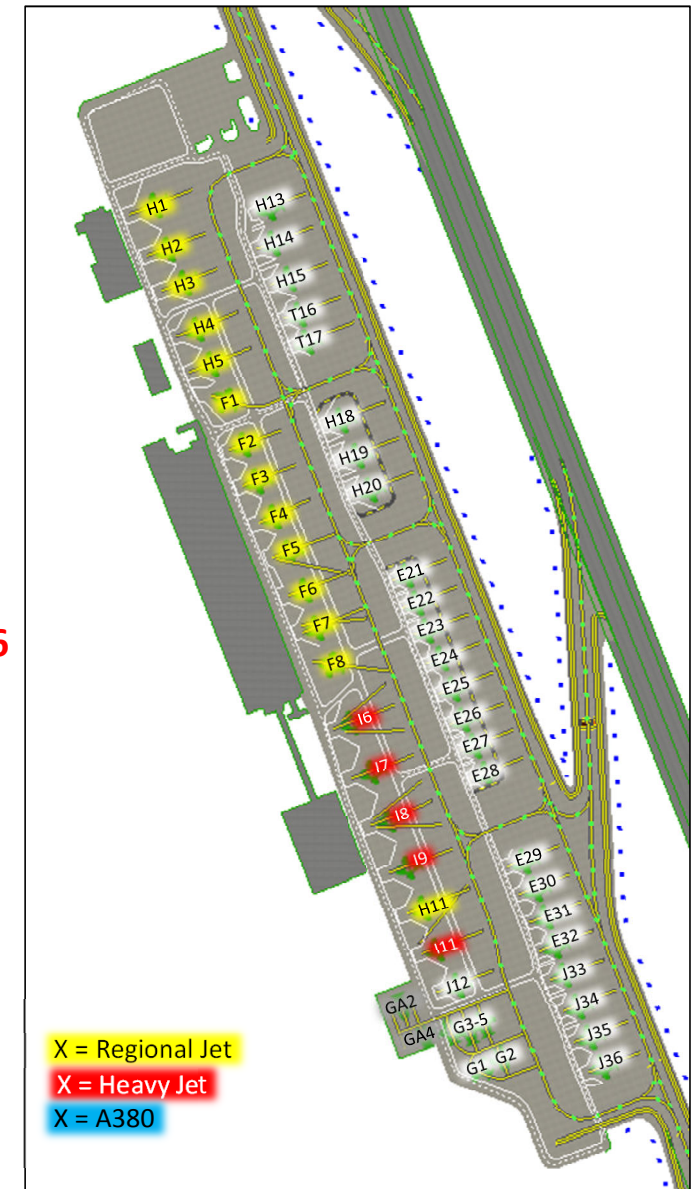 H1
H13
H2
H14
H3
H15
H4
T16
T17
H5
F1
H18
F2
H19
F3
H20
F4
F5
E21
F6
E22
F7
E23
F8
E24
E25
I6
E26
E27
I7
E28
I8
I9
E29
E30
H11
E31
I11
E32
J12
J33
GA2
J34
G3-5
GA4
J35
G2
G1
J36
6
X = Regional Jet
X = Heavy Jet
X = A380